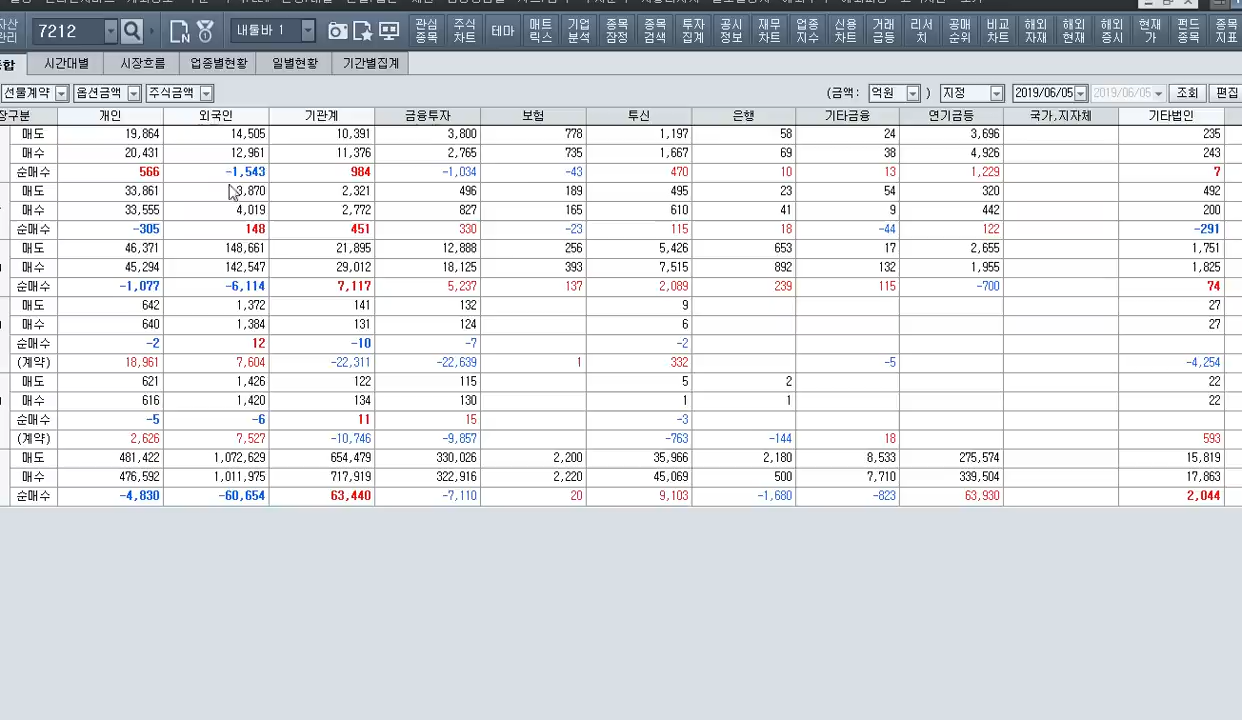 자산 관리 7212 내툴바 1 관심 종목 주식 차트 테마 매트 릭스 기업 분석 종목 잠정 종목 검색 투자 집계 공시 정보 재무 차트 업종 지수 신용 차트 거래 급등 리서 치 공매 순위 비교 차트 해외 자재 해외 현재 해외 증시 현재 가 펀드 종목 종목 지표
종합 시간대별 시장흐름 업종별현황 일별현황 기간별집계
선물계약 옵션금액 주식금액 (금액: 억원 ) 지정 2019/06/05 2019/06/05 조회 편집
장구분 개인 외국인 기관계 금융투자 보험 투신 은행 기타금융 연기금등 국가,지자체 기타법인
매도 19,864 14,505 10,391 3,800 778 1,197 58 24 3,696 235
매수 20,431 12,961 11,376 2,765 735 1,667 69 38 4,926 243
순매수 566 -1,543 984 -1,034 -43 470 10 13 1,229 7
매도 33,861 3,870 2,321 496 189 495 23 54 320 492
매수 33,555 4,019 2,772 827 165 610 41 9 442 200
순매수 -305 148 451 330 -23 115 18 -44 122 -291
매도 46,371 148,661 21,895 12,888 256 5,426 653 17 2,655 1,751
매수 45,294 142,547 29,012 18,125 393 7,515 892 132 1,955 1,825
순매수 -1,077 -6,114 7,117 5,237 137 2,089 239 115 -700 74
매도 642 1,372 141 132 9 27
매수 640 1,384 131 124 6 27
순매수 -2 12 -10 -7 -2
(계약) 18,961 7,604 -22,311 -22,639 1 332 -5 -4,254
매도 621 1,426 122 115 5 2 22
매수 616 1,420 134 130 1 1 22
순매수 -5 -6 11 15 -3
(계약) 2,626 7,527 -10,746 -9,857 -763 -144 18 593
매도 481,422 1,072,629 654,479 330,026 2,200 35,966 2,180 8,533 275,574 15,819
매수 476,592 1,011,975 717,919 322,916 2,220 45,069 500 7,710 339,504 17,863
순매수 -4,830 -60,654 63,440 -7,110 20 9,103 -1,680 -823 63,930 2,044